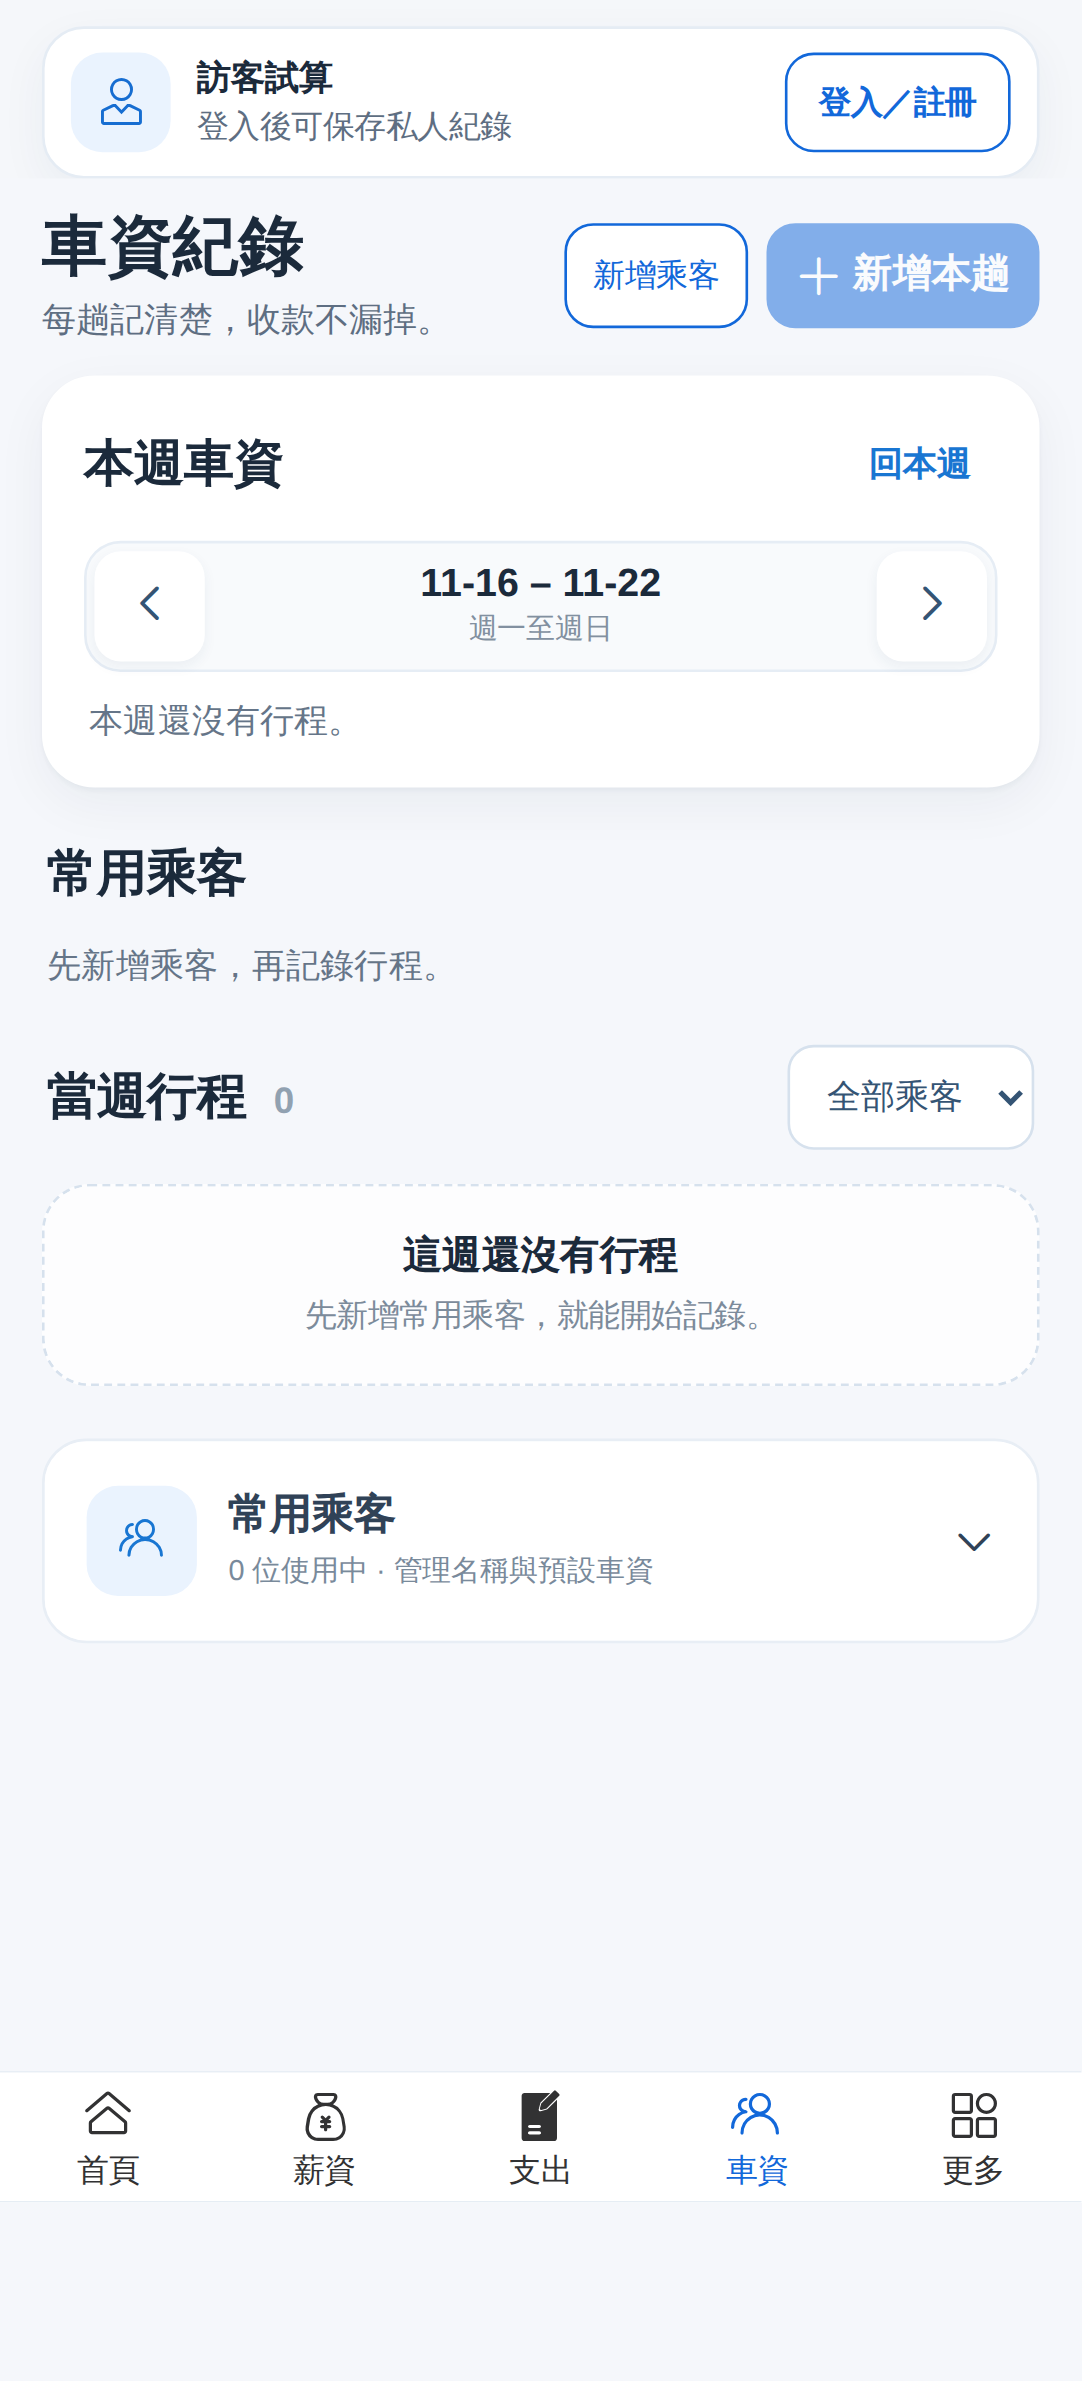 訪客試算
登入後可保存私人紀錄
登入／註冊
車資紀錄
每趟記清楚，收款不漏掉。
新增乘客
新增本趟
本週車資
回本週
11-16 – 11-22
週一至週日
本週還沒有行程。
常用乘客
先新增乘客，再記錄行程。
當週行程 0
全部乘客
這週還沒有行程
先新增常用乘客，就能開始記錄。
常用乘客
0 位使用中 · 管理名稱與預設車資
首頁
薪資
支出
車資
更多